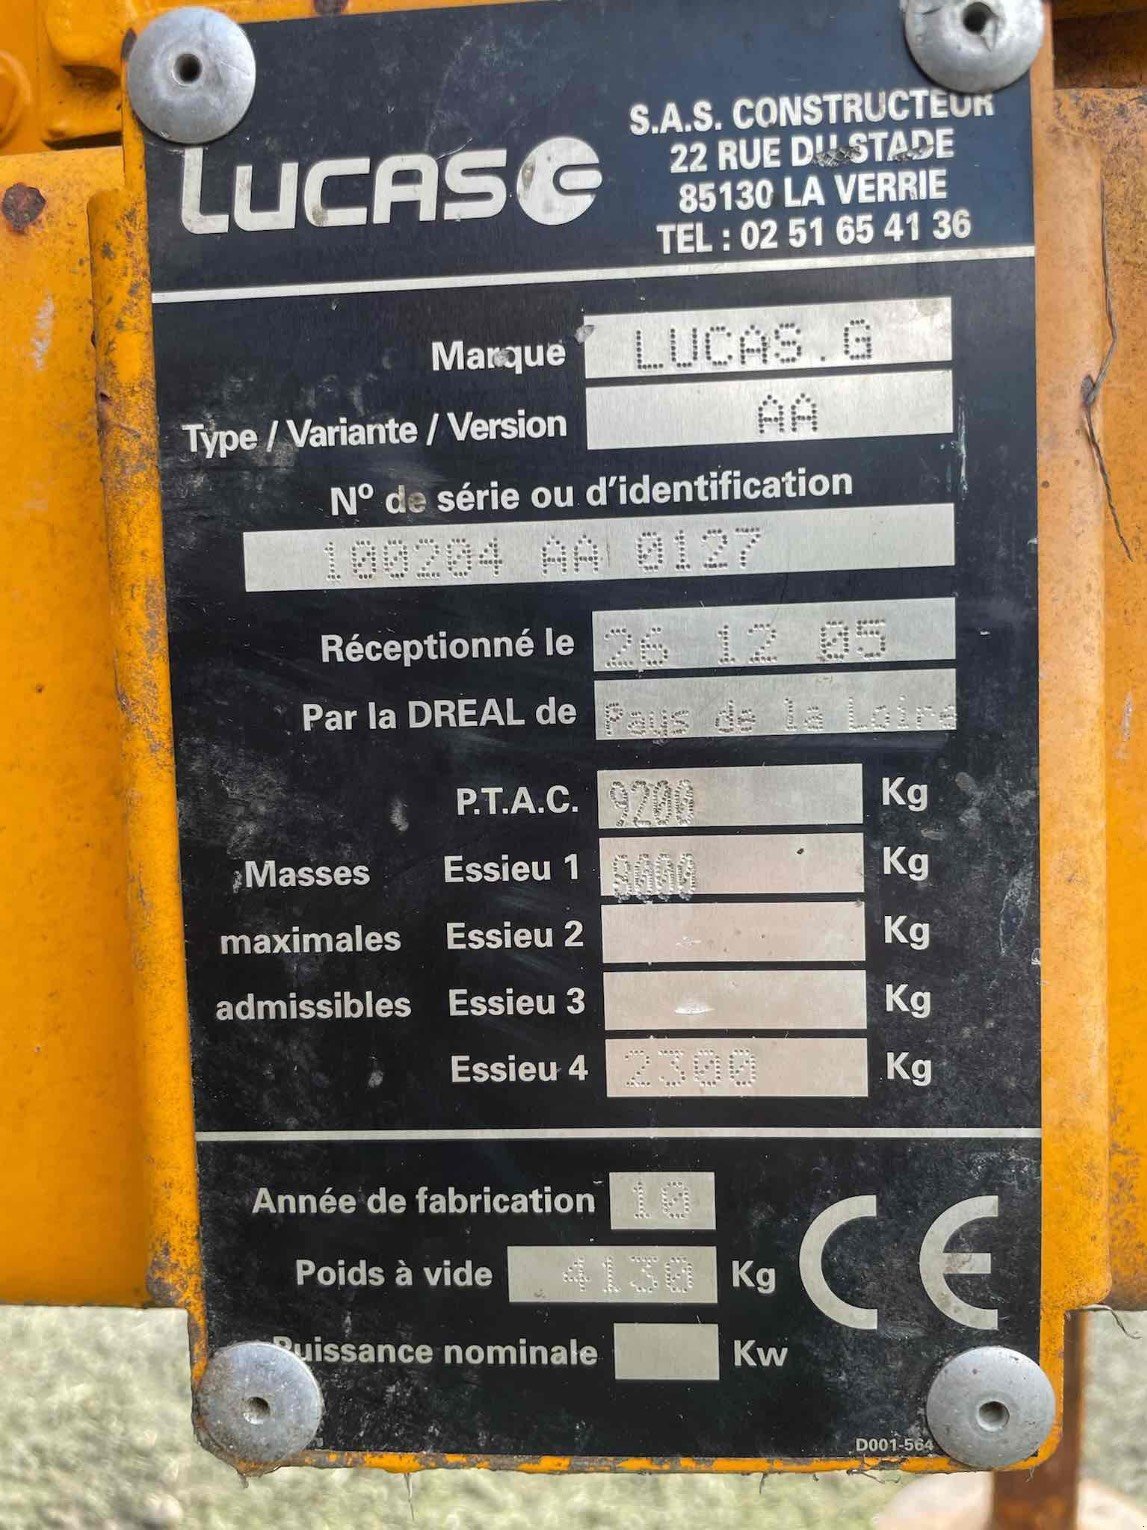 LUCAS G
S.A.S. CONSTRUCTEUR
22 RUE DU STADE
85130 LA VERRIE
TEL : 02 51 65 41 36
Marque LUCAS.G
Type / Variante / Version AA
N° de série ou d'identification
100204 AA 0127
Réceptionné le 26 12 05
Par la DREAL de Pays de la Loire
P.T.A.C. 9200 Kg
Masses Essieu 1 8000 Kg
maximales Essieu 2 Kg
admissibles Essieu 3 Kg
Essieu 4 2300 Kg
Année de fabrication 10
Poids à vide 4130 Kg
CE
Puissance nominale Kw
D001-564